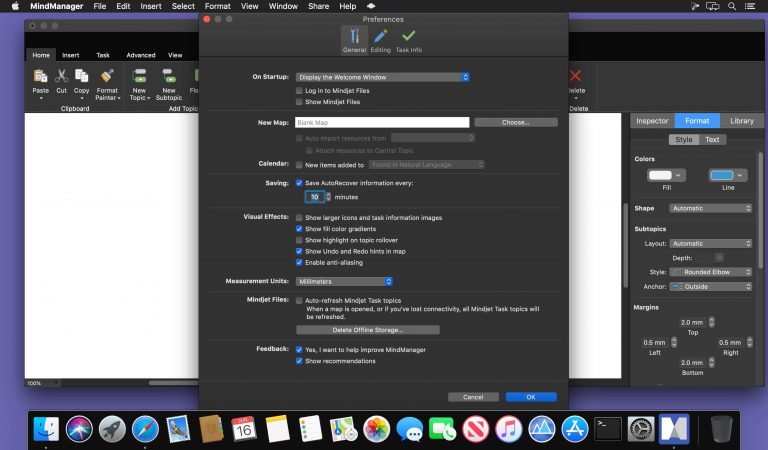 MindManager File Edit Insert Select Format View Window Share Help
Preferences
General Editing Task Info
Home Insert Task Advanced View
Paste Cut Copy Format Painter New Topic New Subtopic
Clipboard Add Topic
Delete
Delete
On Startup: Display the Welcome Window
Log in to Mindjet Files
Show Mindjet Files
New Map: Blank Map Choose...
Auto import resources from
Attach resources to Central Topic
Calendar: New items added to Found in Natural Language
Saving: Save AutoRecover information every:
10 minutes
Visual Effects: Show larger icons and task information images
Show fill color gradients
Show highlight on topic rollover
Show Undo and Redo hints in map
Enable anti-aliasing
Measurement Units: Millimeters
Mindjet Files: Auto-refresh Mindjet Task topics
When a map is opened, or if you've lost connectivity, all Mindjet Task topics will
be refreshed.
Delete Offline Storage...
Feedback: Yes, I want to help improve MindManager
Show recommendations
Cancel OK
Inspector Format Library
Style Text
Colors
Fill Line
Shape Automatic
Subtopics
Layout: Automatic
Depth:
Style: Rounded Elbow
Anchor: Outside
Margins
2.0 mm
Top
0.5 mm 0.5 mm
Left Right
2.0 mm
Bottom
100%
JUN
16